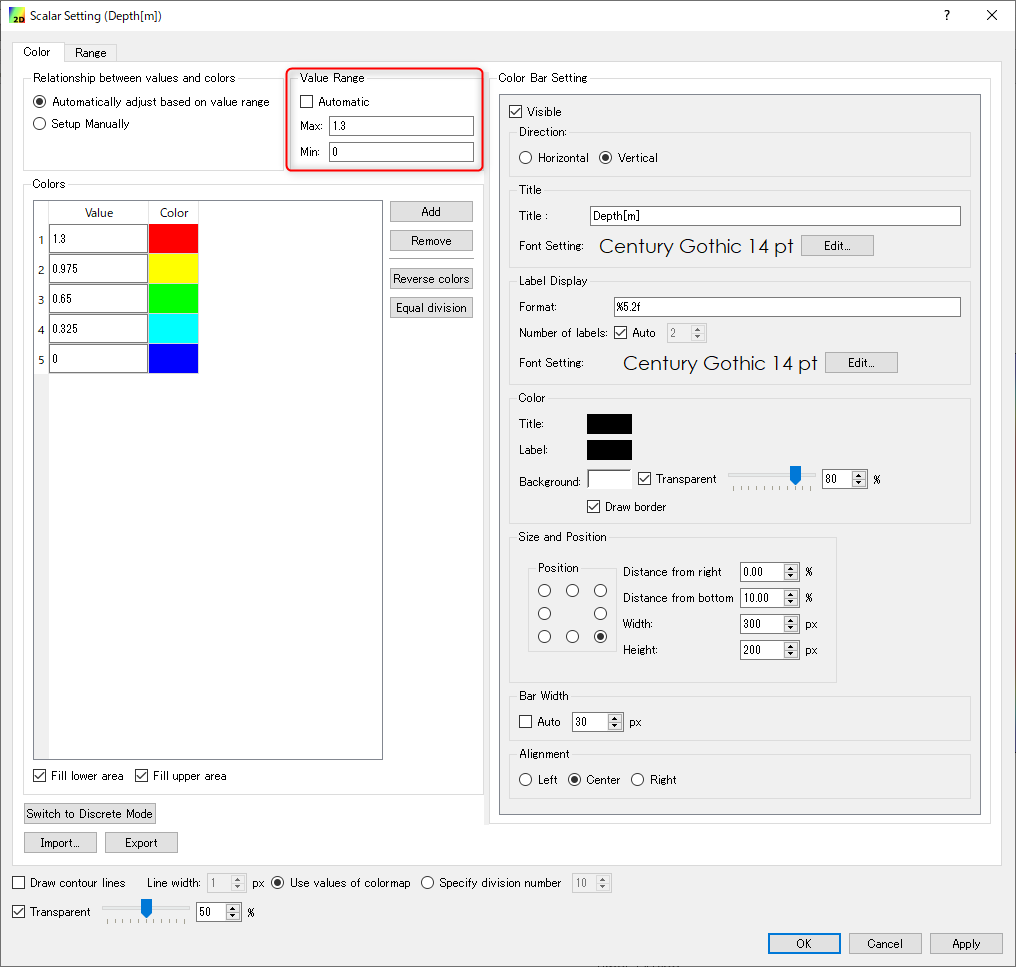 2D Scalar Setting (Depth[m])
?
Color Range
Relationship between values and colors
Automatically adjust based on value range
Setup Manually
Value Range
Automatic
Max: 1.3
Min: 0
Colors
Value Color
1 1.3
2 0.975
3 0.65
4 0.325
5 0
Add
Remove
Reverse colors
Equal division
Fill lower area Fill upper area
Switch to Discrete Mode
Import... Export
Color Bar Setting
Visible
Direction:
Horizontal Vertical
Title
Title : Depth[m]
Font Setting: Century Gothic 14 pt Edit...
Label Display
Format: %5.2f
Number of labels: Auto 2
Font Setting: Century Gothic 14 pt Edit...
Color
Title:
Label:
Background: Transparent 80 %
Draw border
Size and Position
Position
Distance from right 0.00 %
Distance from bottom 10.00 %
Width: 300 px
Height: 200 px
Bar Width
Auto 30 px
Alignment
Left Center Right
Draw contour lines Line width: 1 px Use values of colormap Specify division number 10
Transparent 50 %
OK Cancel Apply